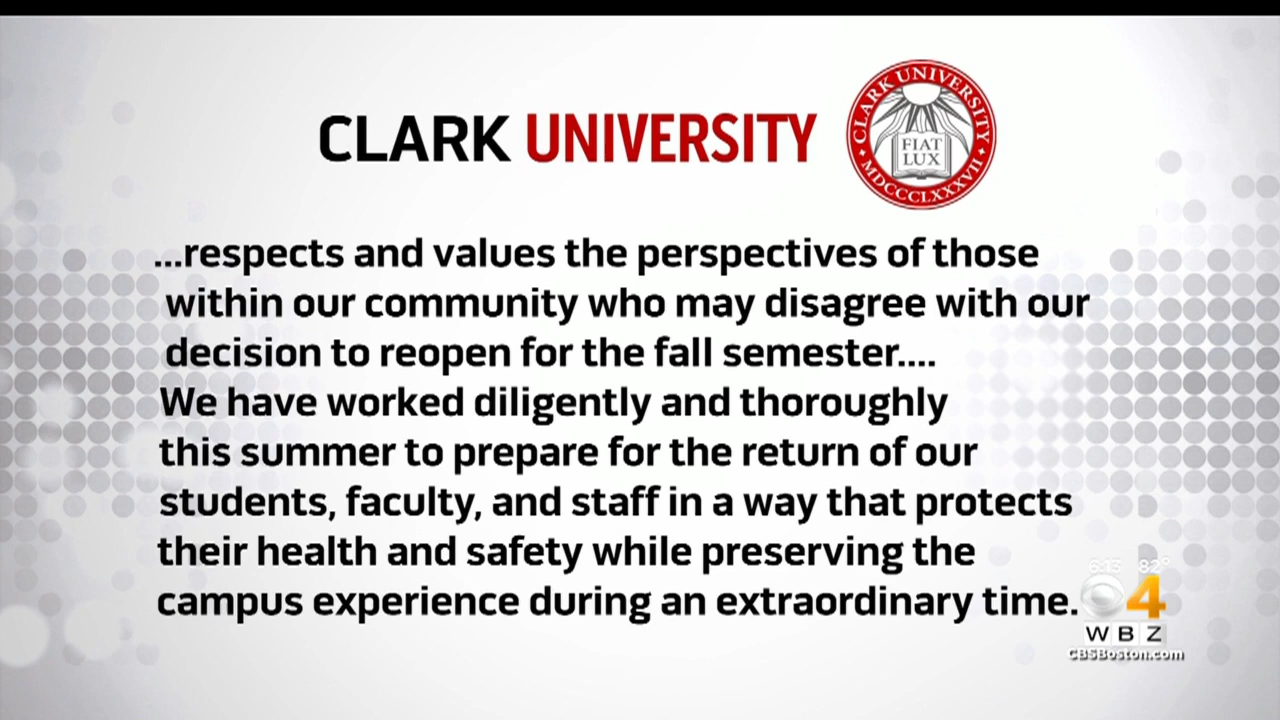 CLARK UNIVERSITY
CLARK UNIVERSITY
FIAT
LUX
MDCCCLXXXVII
...respects and values the perspectives of those
within our community who may disagree with our
decision to reopen for the fall semester....
We have worked diligently and thoroughly
this summer to prepare for the return of our
students, faculty, and staff in a way that protects
their health and safety while preserving the
campus experience during an extraordinary time.
6:13 82°
4
WBZ
CBSBoston.com